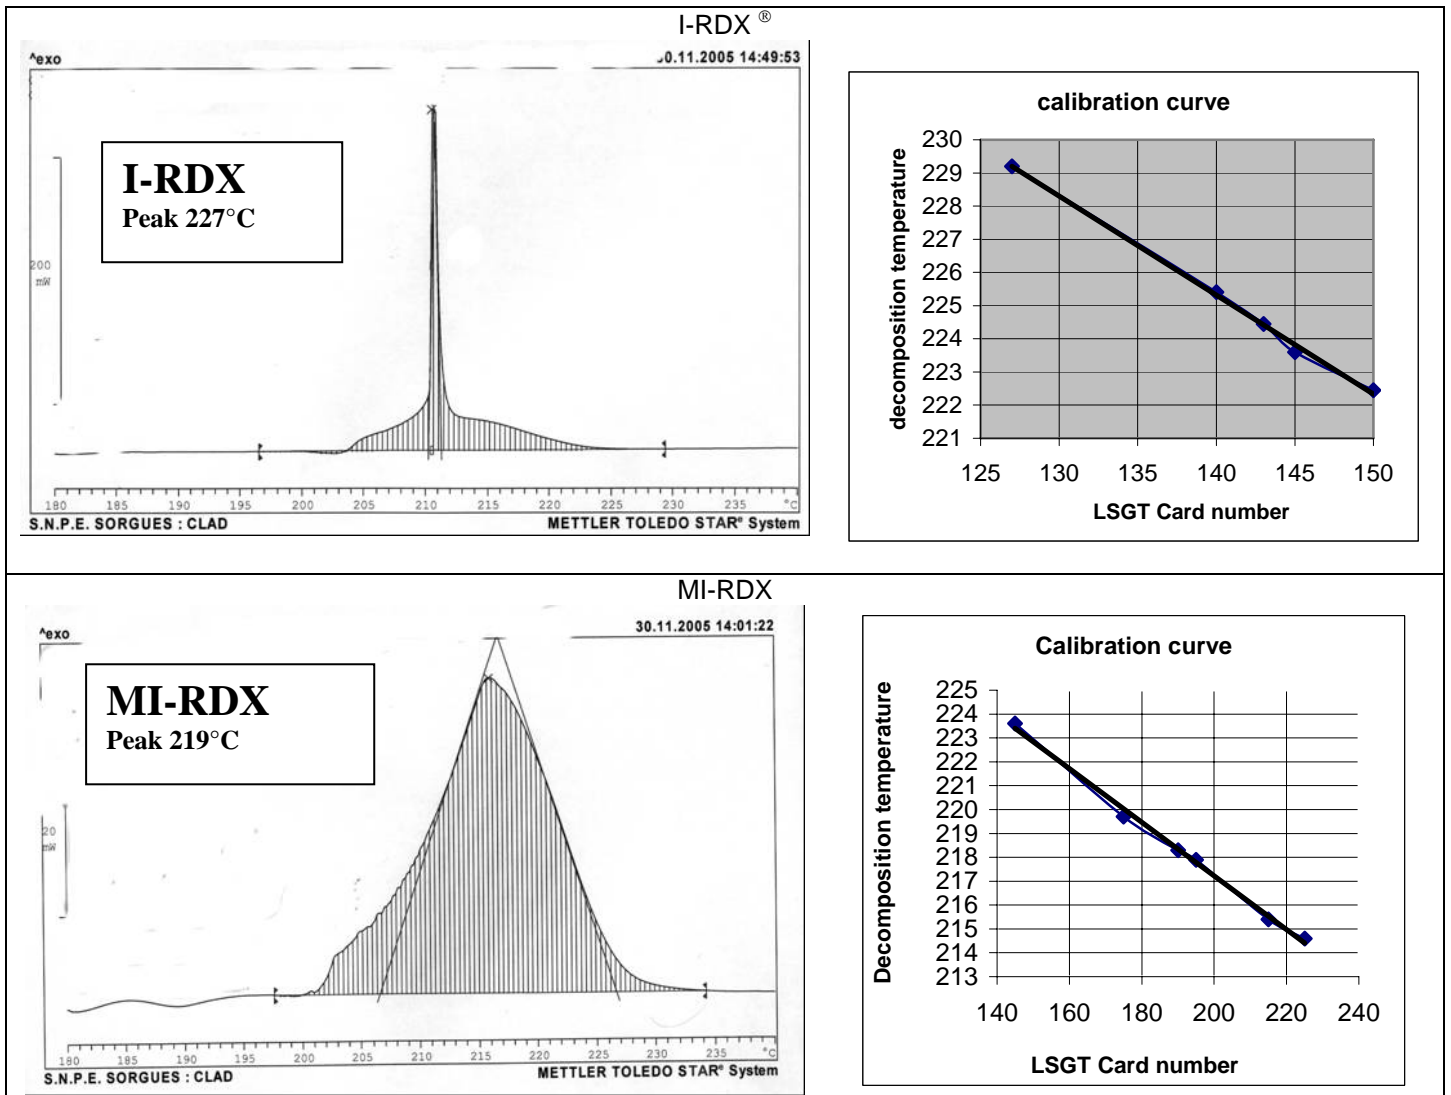 I-RDX ®
^exo
0.11.2005 14:49:53
I-RDX
Peak 227°C
200
mW
180 185 190 195 200 205 210 215 220 225 230 235 °C
S.N.P.E. SORGUES : CLAD
METTLER TOLEDO STARe System
calibration curve
decomposition temperature
230
229
228
227
226
225
224
223
222
221
125 130 135 140 145 150
LSGT Card number
MI-RDX
^exo
30.11.2005 14:01:22
MI-RDX
Peak 219°C
20
mW
180 185 190 195 200 205 210 215 220 225 230 235 °C
S.N.P.E. SORGUES : CLAD
METTLER TOLEDO STARe System
Calibration curve
Decomposition temperature
225
224
223
222
221
220
219
218
217
216
215
214
213
140 160 180 200 220 240
LSGT Card number